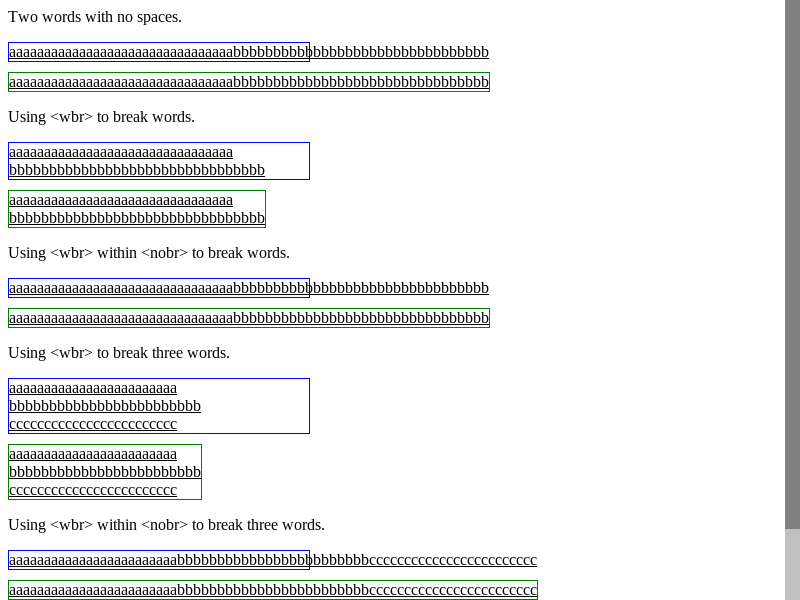 Two words with no spaces.
aaaaaaaaaaaaaaaaaaaaaaaaaaaaaaaabbbbbbbbbbbbbbbbbbbbbbbbbbbbbbbb
aaaaaaaaaaaaaaaaaaaaaaaaaaaaaaaabbbbbbbbbbbbbbbbbbbbbbbbbbbbbbbb
Using <wbr> to break words.
aaaaaaaaaaaaaaaaaaaaaaaaaaaaaaaa
bbbbbbbbbbbbbbbbbbbbbbbbbbbbbbbb
aaaaaaaaaaaaaaaaaaaaaaaaaaaaaaaa
bbbbbbbbbbbbbbbbbbbbbbbbbbbbbbbb
Using <wbr> within <nobr> to break words.
aaaaaaaaaaaaaaaaaaaaaaaaaaaaaaaabbbbbbbbbbbbbbbbbbbbbbbbbbbbbbbb
aaaaaaaaaaaaaaaaaaaaaaaaaaaaaaaabbbbbbbbbbbbbbbbbbbbbbbbbbbbbbbb
Using <wbr> to break three words.
aaaaaaaaaaaaaaaaaaaaaaaa
bbbbbbbbbbbbbbbbbbbbbbbb
cccccccccccccccccccccccc
aaaaaaaaaaaaaaaaaaaaaaaa
bbbbbbbbbbbbbbbbbbbbbbbb
cccccccccccccccccccccccc
Using <wbr> within <nobr> to break three words.
aaaaaaaaaaaaaaaaaaaaaaaabbbbbbbbbbbbbbbbbbbbbbbbcccccccccccccccccccccccc
aaaaaaaaaaaaaaaaaaaaaaaabbbbbbbbbbbbbbbbbbbbbbbbcccccccccccccccccccccccc